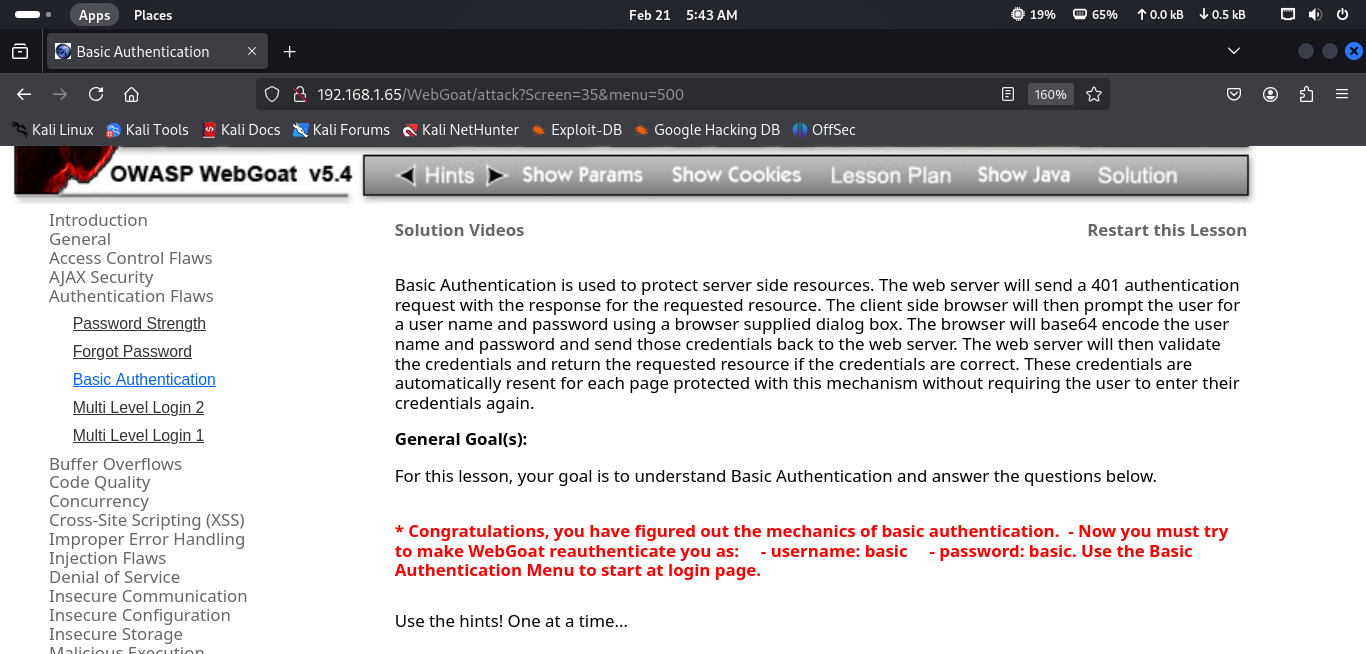 Apps Places Feb 21 5:43 AM 19% 65% 0.0 kB 0.5 kB
Basic Authentication
192.168.1.65/WebGoat/attack?Screen=35&menu=500 160%
Kali Linux Kali Tools Kali Docs Kali Forums Kali NetHunter Exploit-DB Google Hacking DB OffSec
OWASP WebGoat v5.4 Hints Show Params Show Cookies Lesson Plan Show Java Solution
Solution Videos Restart this Lesson
Introduction
General
Access Control Flaws
AJAX Security
Authentication Flaws
Password Strength
Forgot Password
Basic Authentication
Multi Level Login 2
Multi Level Login 1
Buffer Overflows
Code Quality
Concurrency
Cross-Site Scripting (XSS)
Improper Error Handling
Injection Flaws
Denial of Service
Insecure Communication
Insecure Configuration
Insecure Storage
Malicious Execution
Basic Authentication is used to protect server side resources. The web server will send a 401 authentication
request with the response for the requested resource. The client side browser will then prompt the user for
a user name and password using a browser supplied dialog box. The browser will base64 encode the user
name and password and send those credentials back to the web server. The web server will then validate
the credentials and return the requested resource if the credentials are correct. These credentials are
automatically resent for each page protected with this mechanism without requiring the user to enter their
credentials again.
General Goal(s):
For this lesson, your goal is to understand Basic Authentication and answer the questions below.
* Congratulations, you have figured out the mechanics of basic authentication. - Now you must try
to make WebGoat reauthenticate you as: - username: basic - password: basic. Use the Basic
Authentication Menu to start at login page.
Use the hints! One at a time...